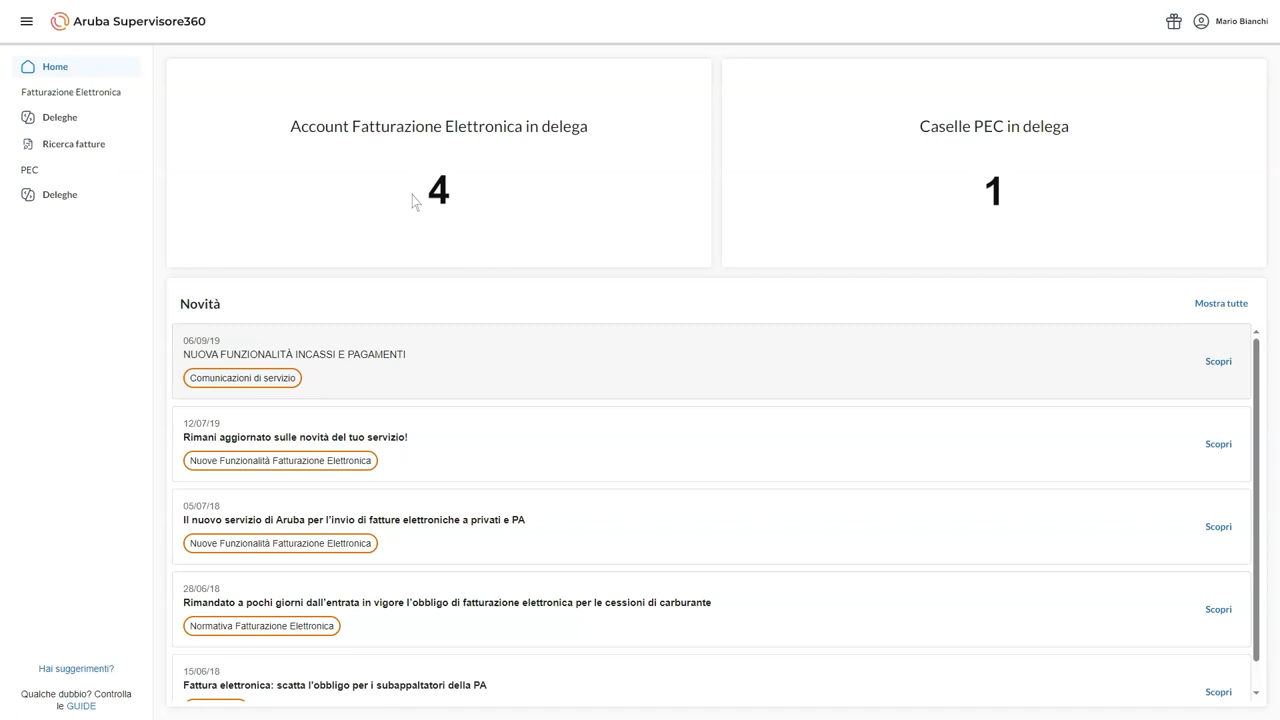 Aruba Supervisore360
Mario Bianchi
Home
Fatturazione Elettronica
Deleghe
Ricerca fatture
PEC
Deleghe
Hai suggerimenti?
Qualche dubbio? Controlla
le GUIDE
Account Fatturazione Elettronica in delega
4
Caselle PEC in delega
1
Novità
Mostra tutte
06/09/19
NUOVA FUNZIONALITÀ INCASSI E PAGAMENTI
Comunicazioni di servizio
Scopri
12/07/19
Rimani aggiornato sulle novità del tuo servizio!
Nuove Funzionalità Fatturazione Elettronica
Scopri
05/07/18
Il nuovo servizio di Aruba per l'invio di fatture elettroniche a privati e PA
Nuove Funzionalità Fatturazione Elettronica
Scopri
28/06/18
Rimandato a pochi giorni dall'entrata in vigore l'obbligo di fatturazione elettronica per le cessioni di carburante
Normativa Fatturazione Elettronica
Scopri
15/06/18
Fattura elettronica: scatta l'obbligo per i subappaltatori della PA
Scopri